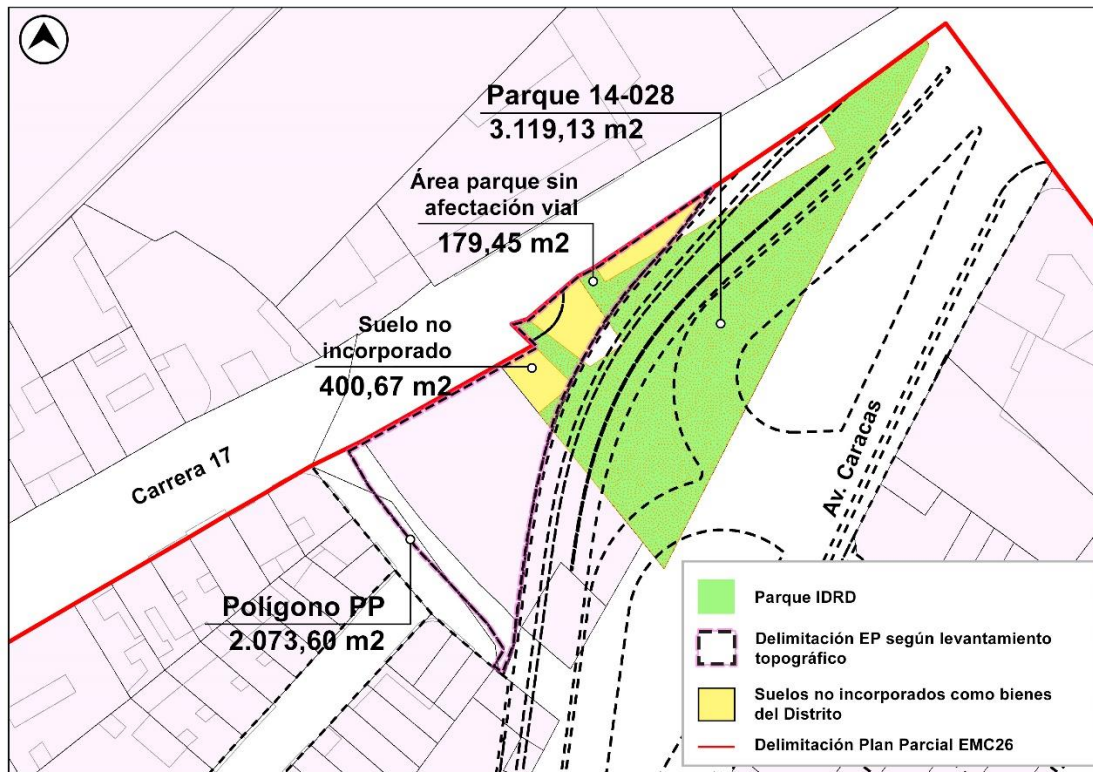 Parque 14-028
3.119,13 m2
Área parque sin
afectación vial
179,45 m2
Suelo no
incorporado
400,67 m2
Carrera 17
Av. Caracas
Polígono PP
2.073,60 m2
Parque IDRD
Delimitación EP según levantamiento
topográfico
Suelos no incorporados como bienes
del Distrito
Delimitación Plan Parcial EMC26